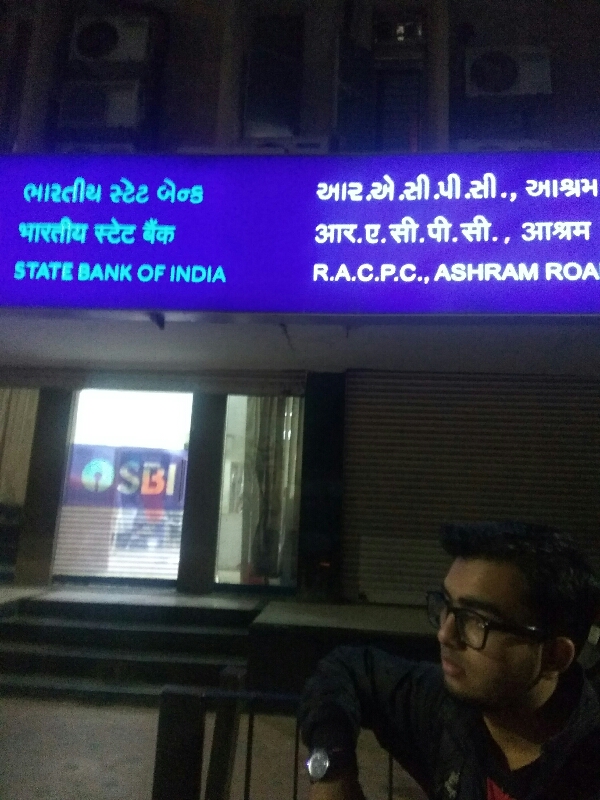 ભારતીય સ્ટેટ બેન્ક
भारतीय स्टेट बैंक
STATE BANK OF INDIA
આર.એ.સી.પી.સી., આશ્રમ
आर.ए.सी.पी.सी., आश्रम
R.A.C.P.C., ASHRAM ROA
SBI